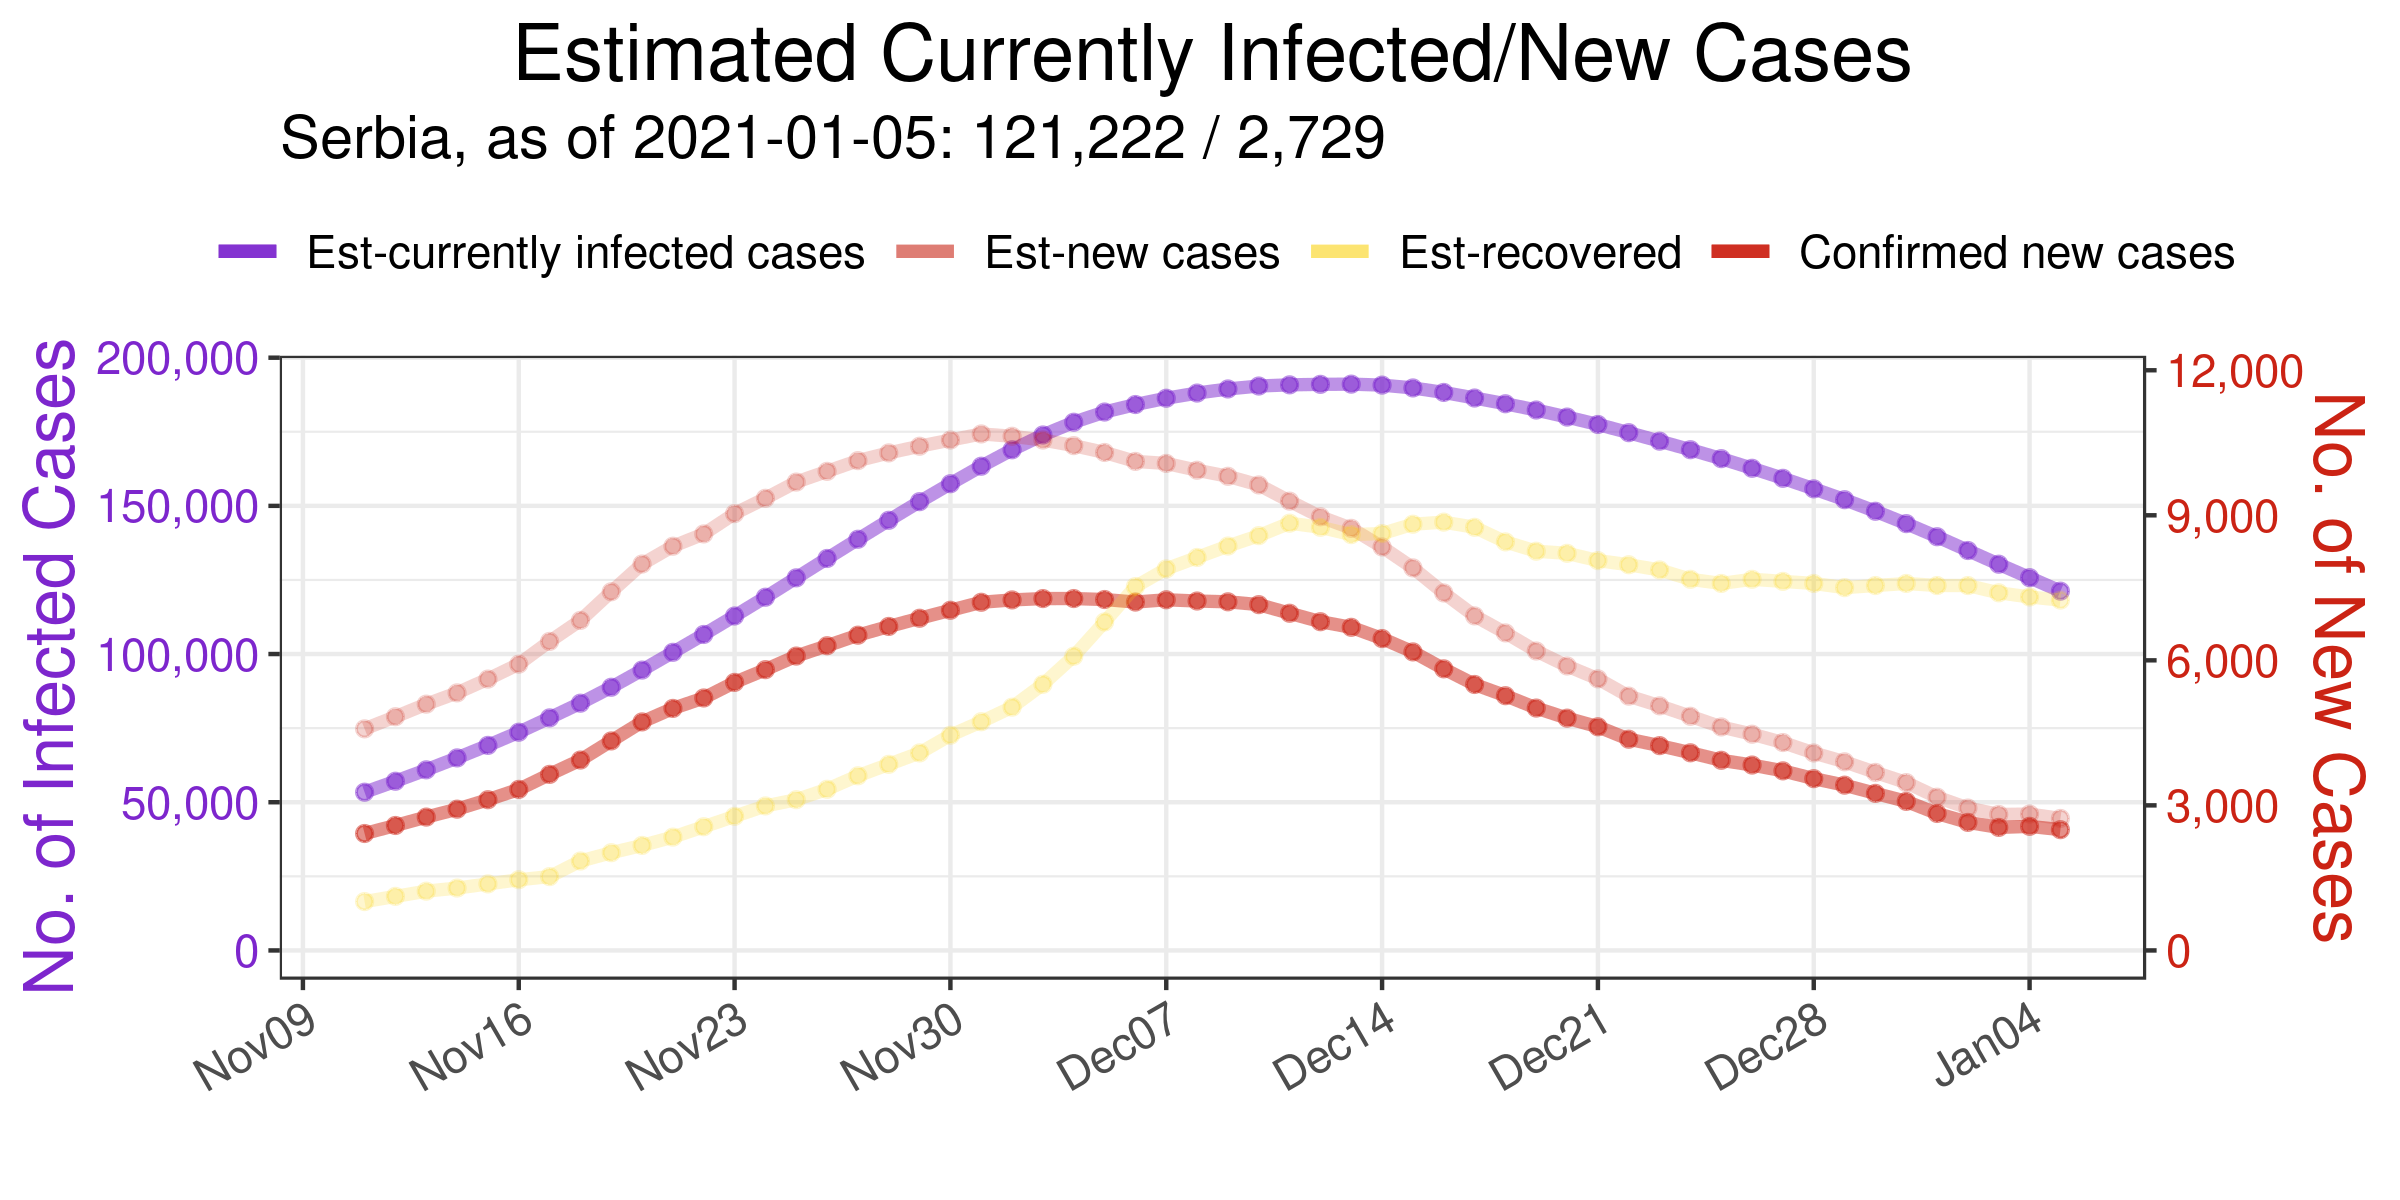 Estimated Currently Infected/New Cases
Serbia, as of 2021-01-05: 121,222 / 2,729
Est-currently infected cases Est-new cases Est-recovered Confirmed new cases
No. of Infected Cases
200,000
150,000
100,000
50,000
0
12,000
9,000
6,000
3,000
0
No. of New Cases
Nov09 Nov16 Nov23 Nov30 Dec07 Dec14 Dec21 Dec28 Jan04